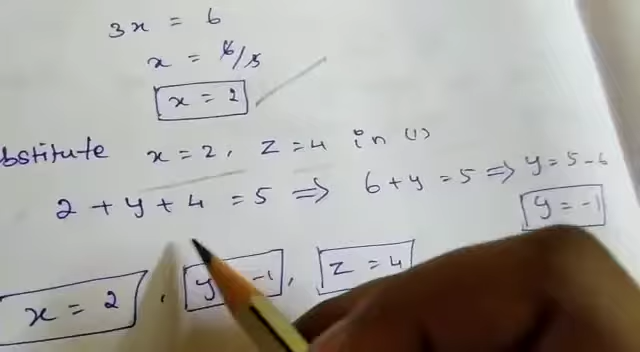 3x = 6
x = 6/3
x = 2
bstitute x = 2, z = 4 in (1)
2 + y + 4 = 5 ⇒ 6 + y = 5 ⇒ y = 5 - 6
y = -1
x = 2, y = -1, z = 4